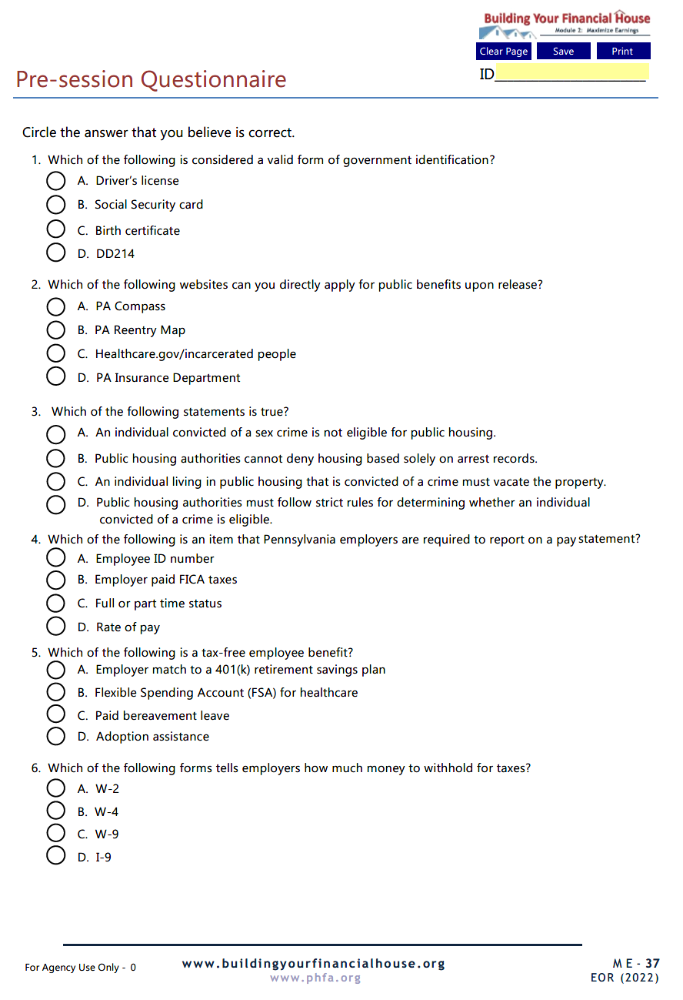 Building Your Financial House
Module 2: Maximize Earnings
Clear Page Save Print
ID
Pre-session Questionnaire
Circle the answer that you believe is correct.
1. Which of the following is considered a valid form of government identification?
A. Driver's license
B. Social Security card
C. Birth certificate
D. DD214
2. Which of the following websites can you directly apply for public benefits upon release?
A. PA Compass
B. PA Reentry Map
C. Healthcare.gov/incarcerated people
D. PA Insurance Department
3. Which of the following statements is true?
A. An individual convicted of a sex crime is not eligible for public housing.
B. Public housing authorities cannot deny housing based solely on arrest records.
C. An individual living in public housing that is convicted of a crime must vacate the property.
D. Public housing authorities must follow strict rules for determining whether an individual
convicted of a crime is eligible.
4. Which of the following is an item that Pennsylvania employers are required to report on a pay statement?
A. Employee ID number
B. Employer paid FICA taxes
C. Full or part time status
D. Rate of pay
5. Which of the following is a tax-free employee benefit?
A. Employer match to a 401(k) retirement savings plan
B. Flexible Spending Account (FSA) for healthcare
C. Paid bereavement leave
D. Adoption assistance
6. Which of the following forms tells employers how much money to withhold for taxes?
A. W-2
B. W-4
C. W-9
D. I-9
For Agency Use Only - 0
www.buildingyourfinancialhouse.org
www.phfa.org
M E - 37
EOR (2022)